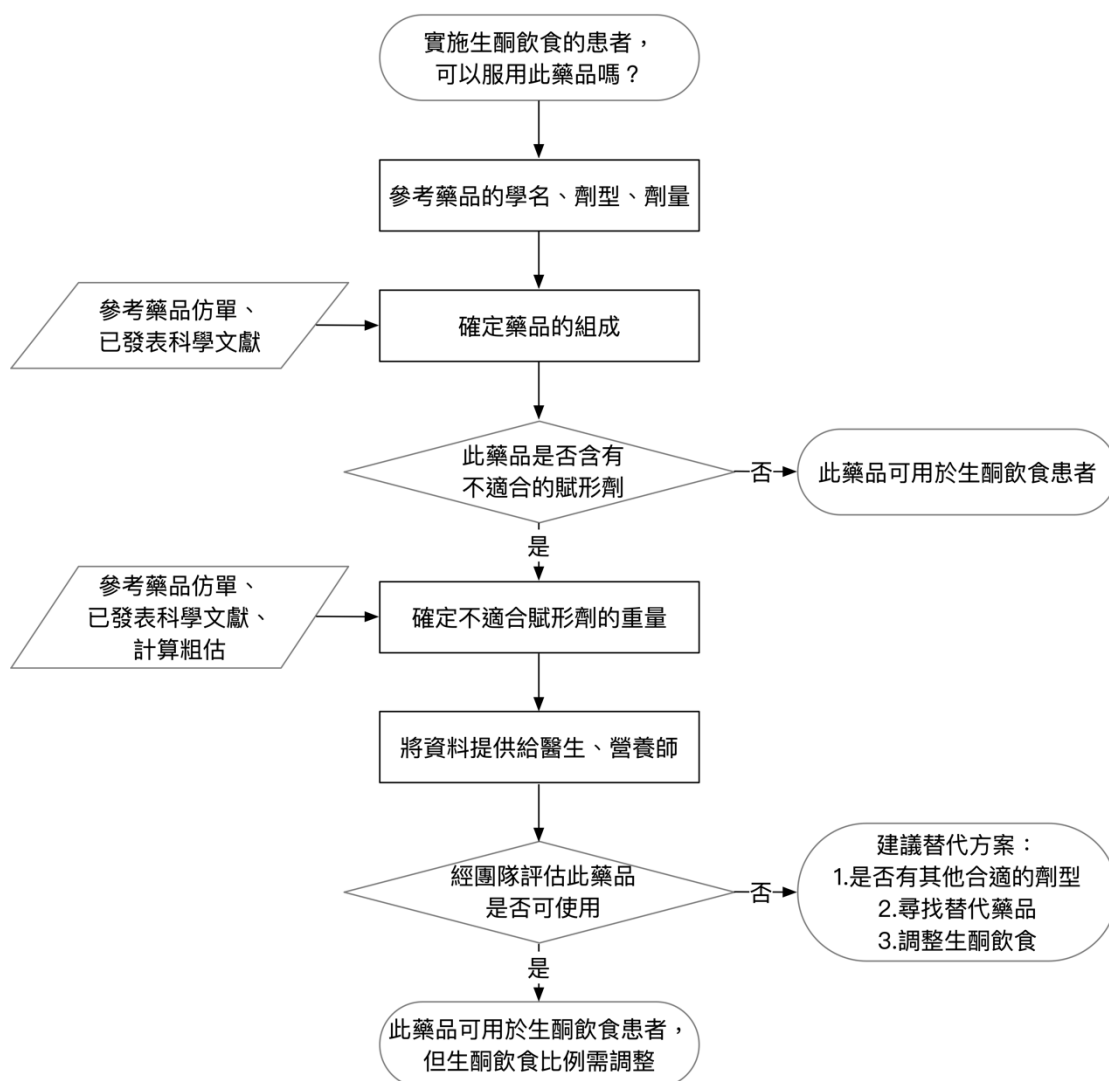 實施生酮飲食的患者，
可以服用此藥品嗎？
參考藥品的學名、劑型、劑量
參考藥品仿單、
已發表科學文獻
確定藥品的組成
此藥品是否含有
不適合的賦形劑
否
此藥品可用於生酮飲食患者
是
參考藥品仿單、
已發表科學文獻、
計算粗估
確定不適合賦形劑的重量
將資料提供給醫生、營養師
經團隊評估此藥品
是否可使用
否
建議替代方案：
1.是否有其他合適的劑型
2.尋找替代藥品
3.調整生酮飲食
是
此藥品可用於生酮飲食患者，
但生酮飲食比例需調整